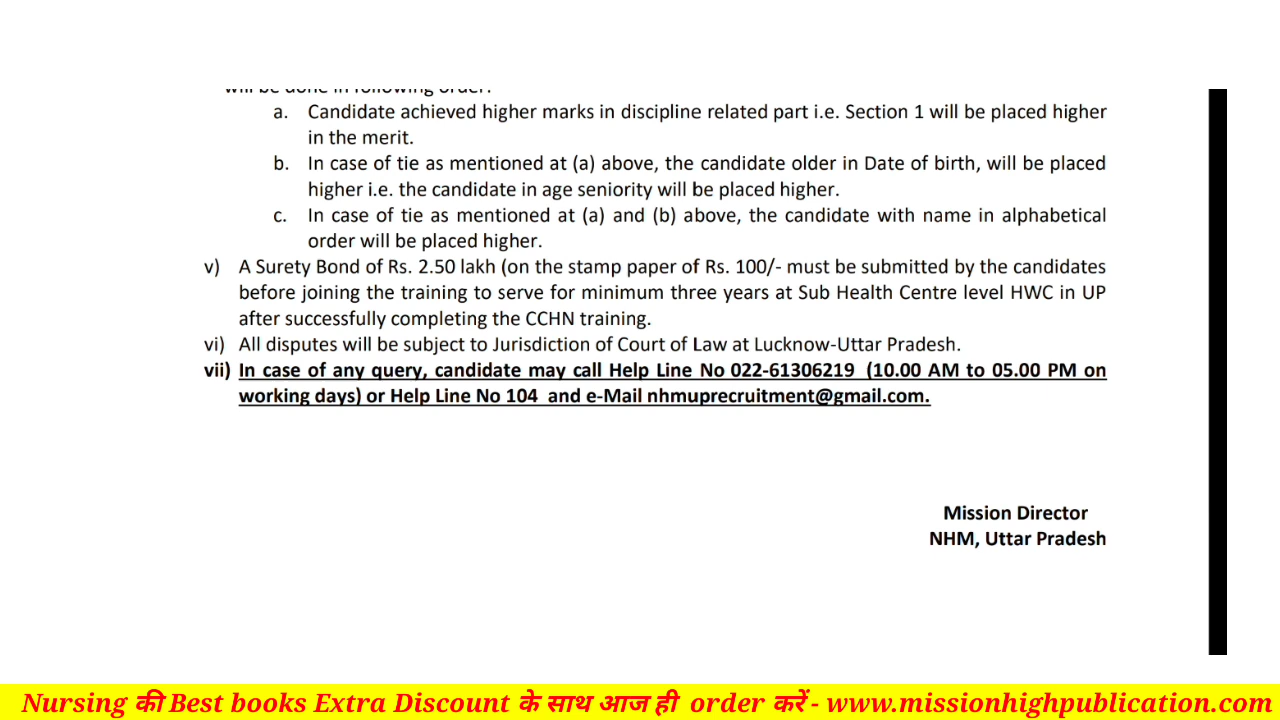 will be done in following order:
a. Candidate achieved higher marks in discipline related part i.e. Section 1 will be placed higher
in the merit.
b. In case of tie as mentioned at (a) above, the candidate older in Date of birth, will be placed
higher i.e. the candidate in age seniority will be placed higher.
c. In case of tie as mentioned at (a) and (b) above, the candidate with name in alphabetical
order will be placed higher.
v) A Surety Bond of Rs. 2.50 lakh (on the stamp paper of Rs. 100/- must be submitted by the candidates
before joining the training to serve for minimum three years at Sub Health Centre level HWC in UP
after successfully completing the CCHN training.
vi) All disputes will be subject to Jurisdiction of Court of Law at Lucknow-Uttar Pradesh.
vii) In case of any query, candidate may call Help Line No 022-61306219 (10.00 AM to 05.00 PM on
working days) or Help Line No 104 and e-Mail nhmuprecruitment@gmail.com.
Mission Director
NHM, Uttar Pradesh
Nursing की Best books Extra Discount के साथ आज ही order करें - www.missionhighpublication.com